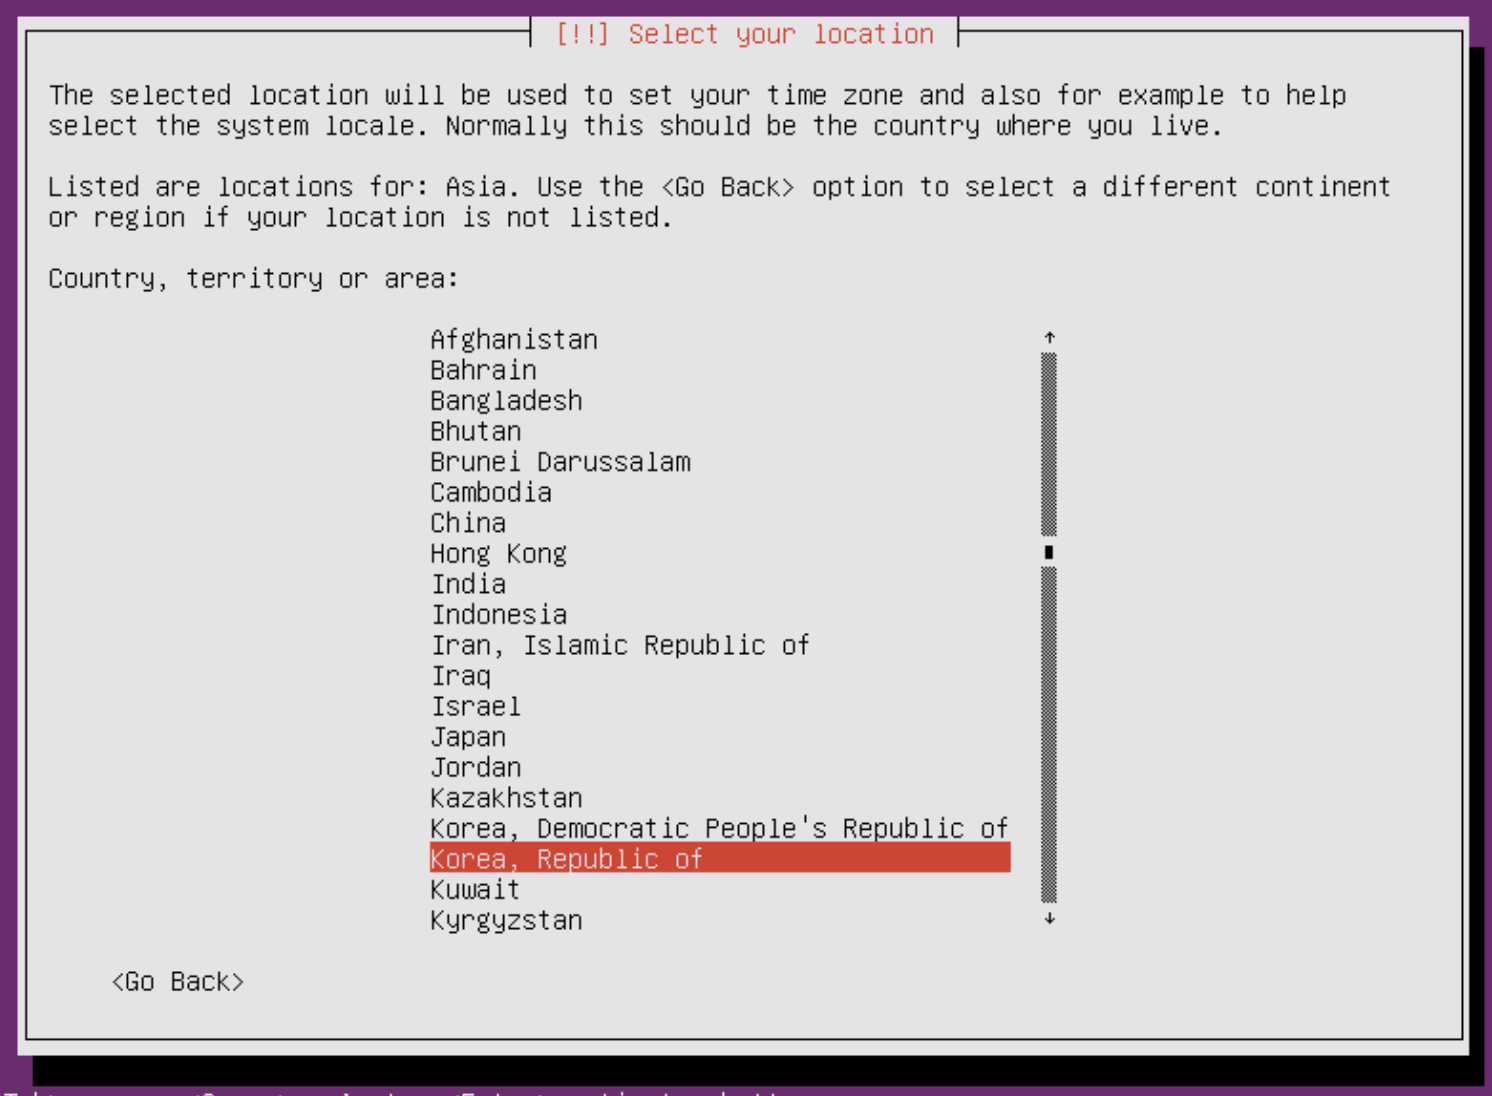 [!!] Select your location
The selected location will be used to set your time zone and also for example to help
select the system locale. Normally this should be the country where you live.
Listed are locations for: Asia. Use the <Go Back> option to select a different continent
or region if your location is not listed.
Country, territory or area:
Afghanistan
Bahrain
Bangladesh
Bhutan
Brunei Darussalam
Cambodia
China
Hong Kong
India
Indonesia
Iran, Islamic Republic of
Iraq
Israel
Japan
Jordan
Kazakhstan
Korea, Democratic People's Republic of
Korea, Republic of
Kuwait
Kyrgyzstan
<Go Back>